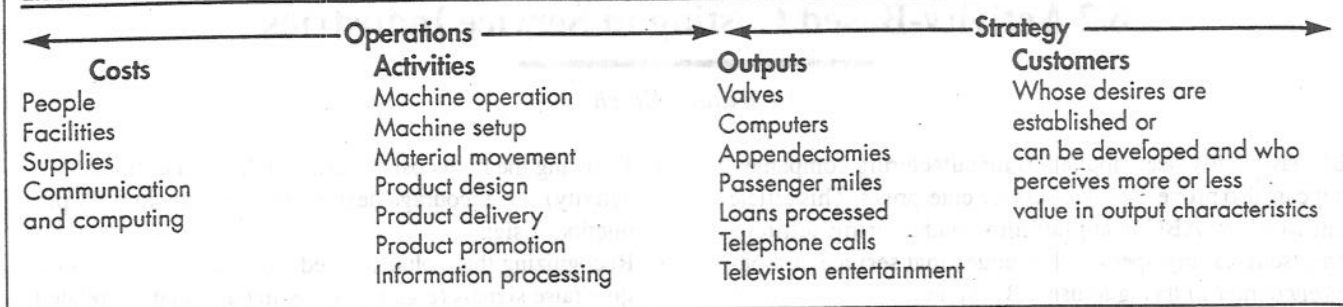 Operations
Strategy
Costs
People
Facilities
Supplies
Communication
and computing
Activities
Machine operation
Machine setup
Material movement
Product design
Product delivery
Product promotion
Information processing
Outputs
Valves
Computers
Appendectomies
Passenger miles
Loans processed
Telephone calls
Television entertainment
Customers
Whose desires are
established or
can be developed and who
perceives more or less
value in output characteristics